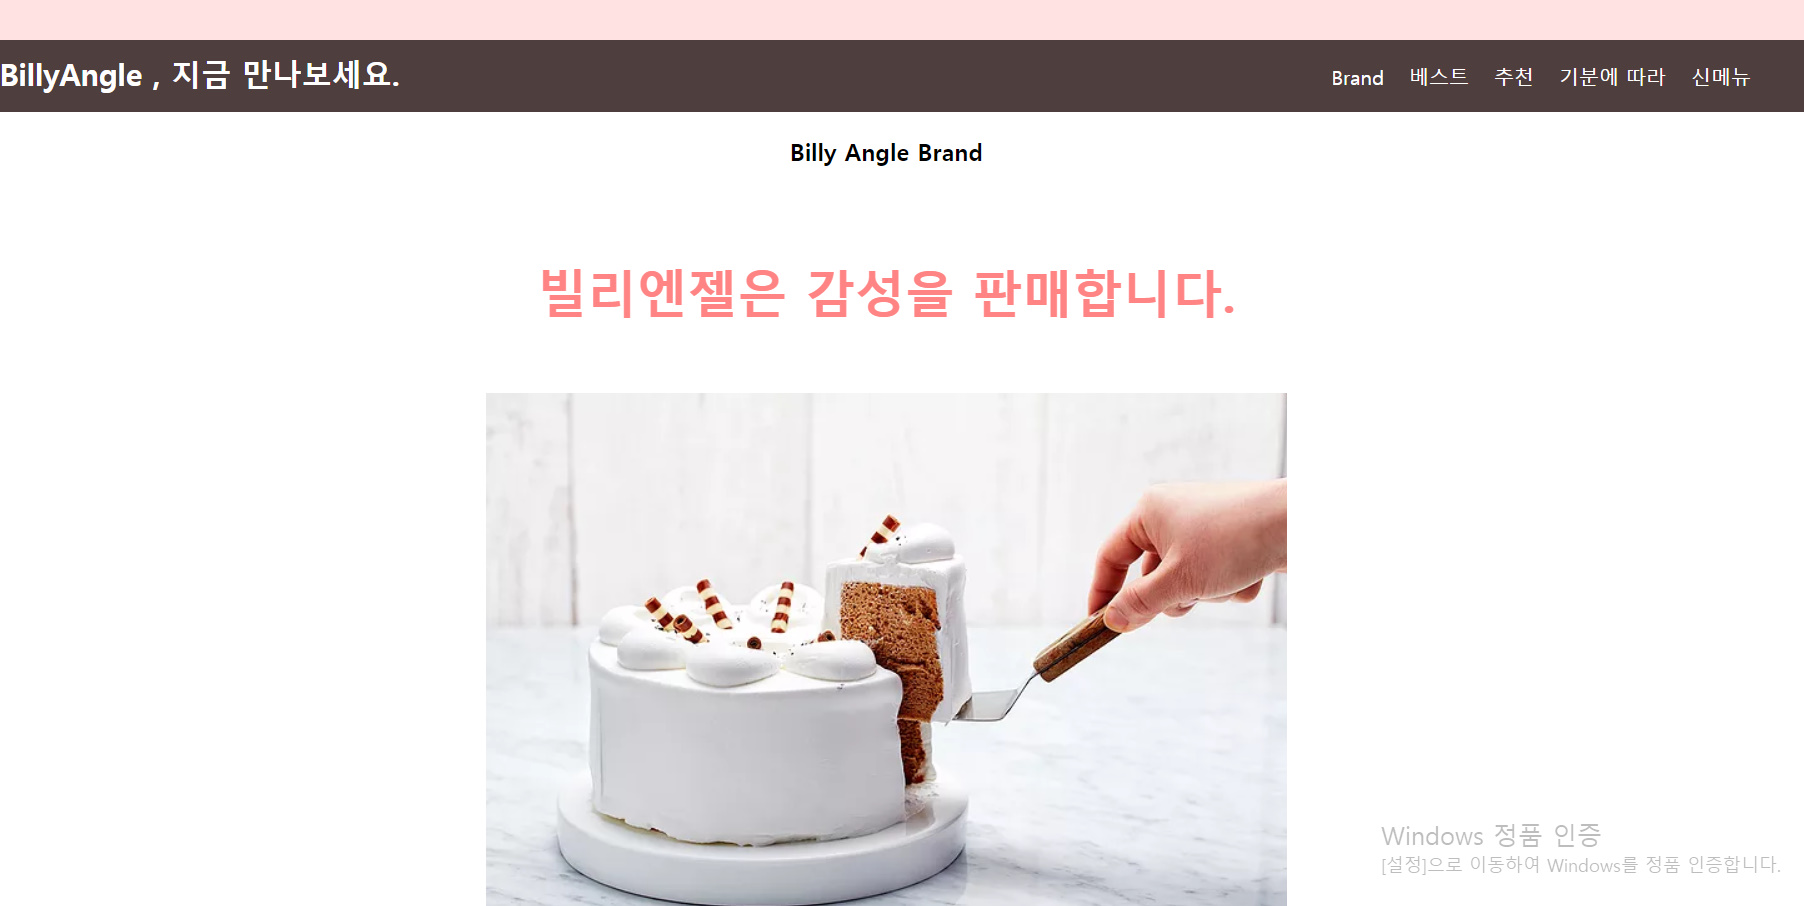 BillyAngle , 지금 만나보세요.
Brand 베스트 추천 기분에 따라 신메뉴
Billy Angle Brand
빌리엔젤은 감성을 판매합니다.
Windows 정품 인증
[설정]으로 이동하여 Windows를 정품 인증합니다.